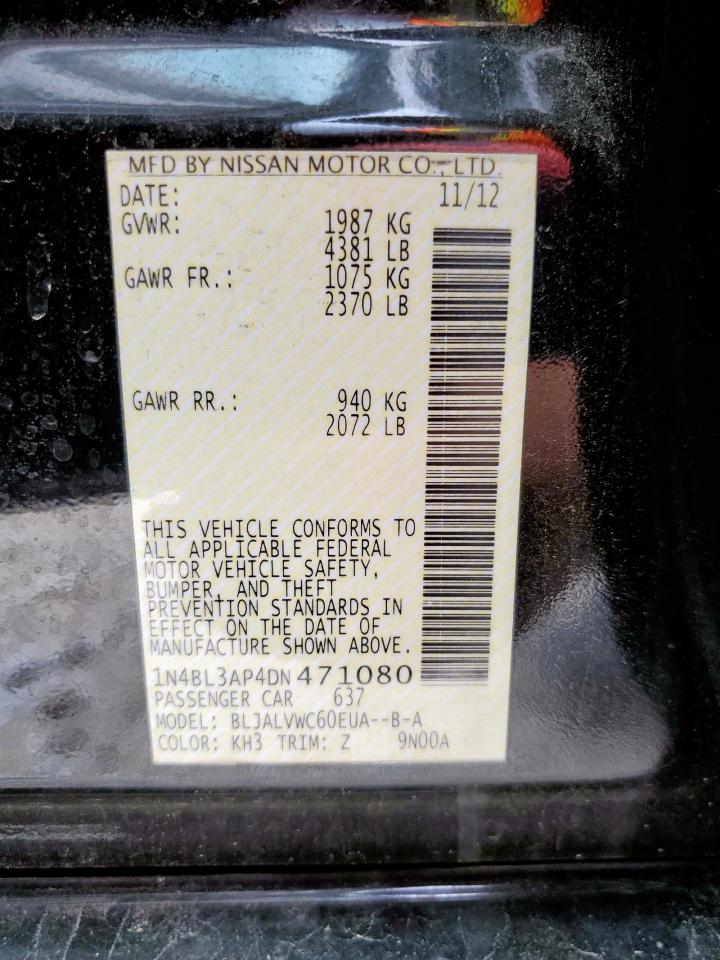 MFD BY NISSAN MOTOR CO., LTD.
DATE: 11/12
GVWR: 1987 KG
4381 LB
GAWR FR.: 1075 KG
2370 LB
GAWR RR.: 940 KG
2072 LB
THIS VEHICLE CONFORMS TO
ALL APPLICABLE FEDERAL
MOTOR VEHICLE SAFETY,
BUMPER, AND THEFT
PREVENTION STANDARDS IN
EFFECT ON THE DATE OF
MANUFACTURE SHOWN ABOVE.
1N4BL3AP4DN471080
PASSENGER CAR 637
MODEL: BLJALVWC60EUA--B-A
COLOR: KH3 TRIM: Z 9N00A